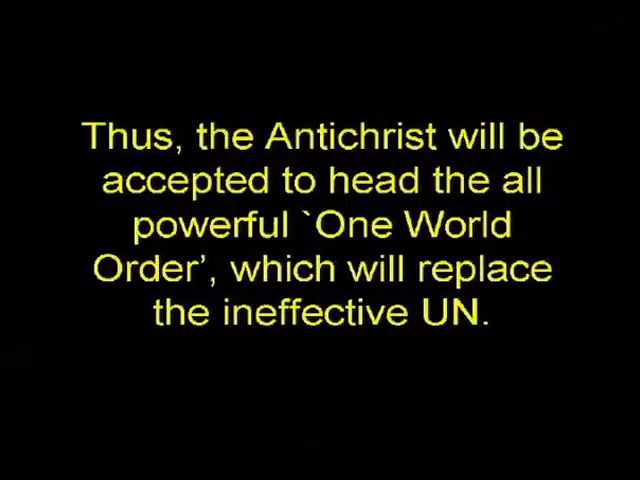 Thus, the Antichrist will be
accepted to head the all
powerful `One World
Order’, which will replace
the ineffective UN.